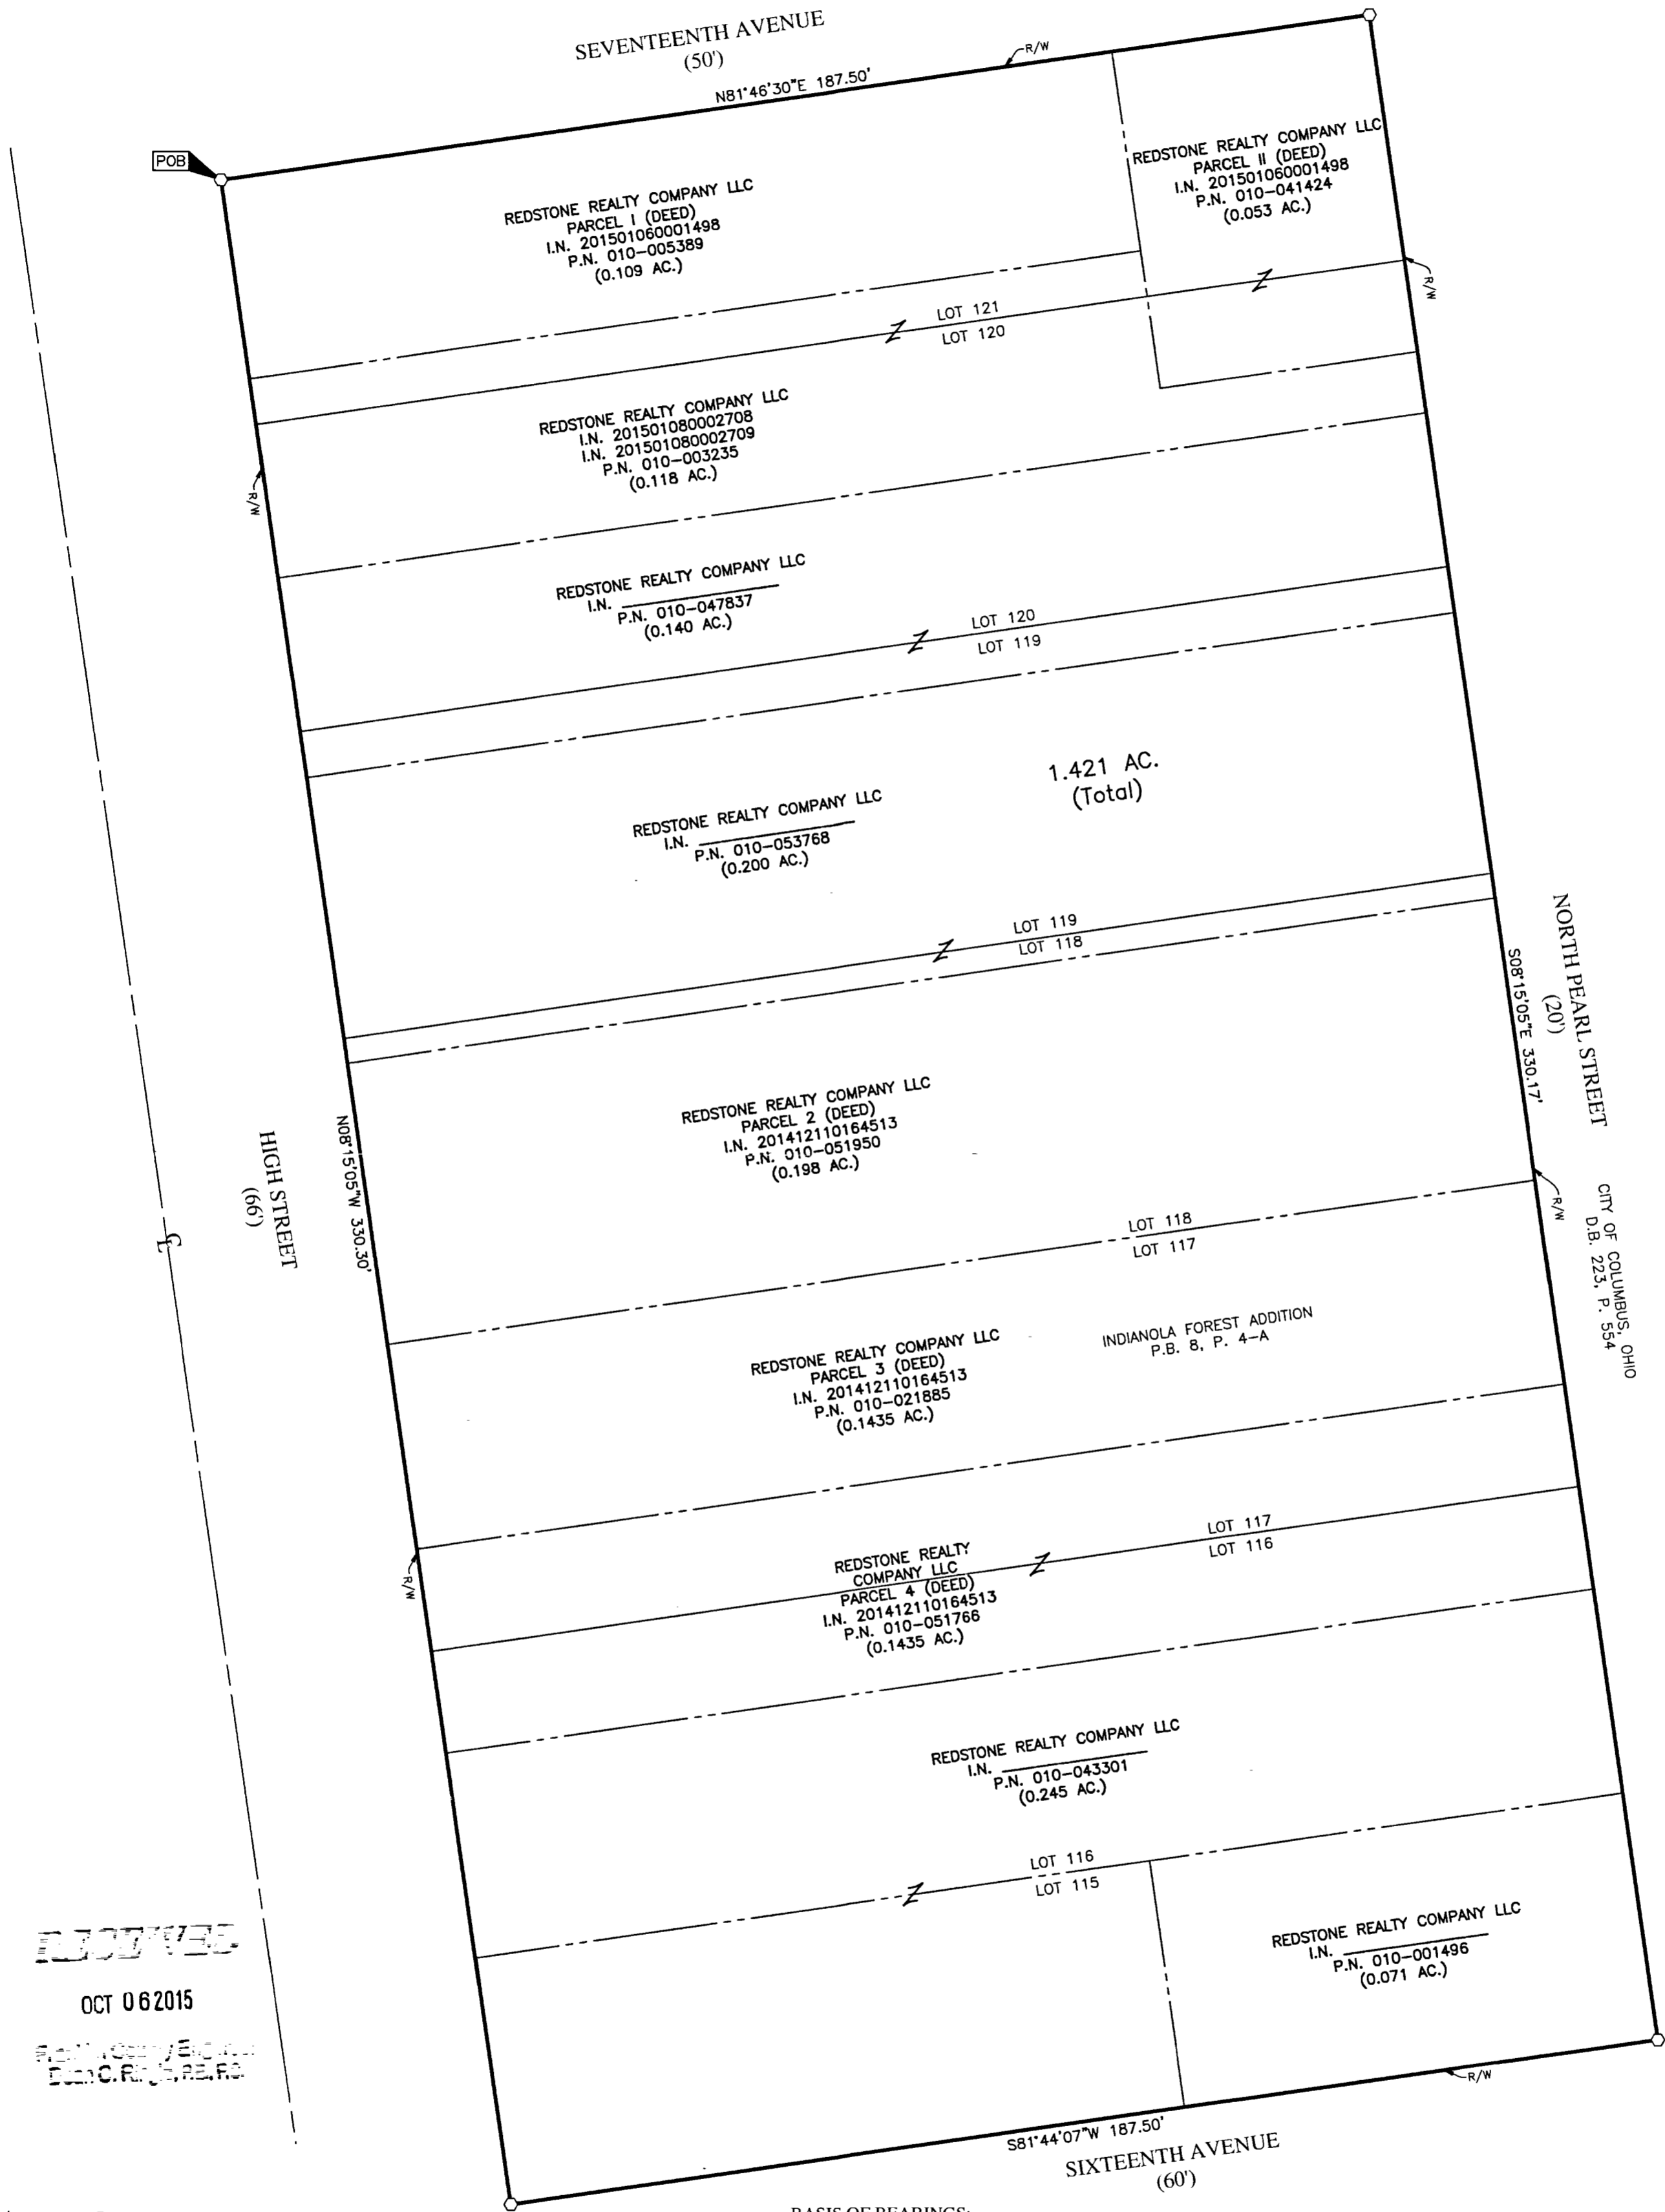 SEVENTEENTH AVENUE
(50')
R/W
N81°46'30"E 187.50'
POB
REDSTONE REALTY COMPANY LLC
PARCEL I (DEED)
I.N. 201501060001498
P.N. 010-005389
(0.109 AC.)
REDSTONE REALTY COMPANY LLC
PARCEL II (DEED)
I.N. 201501060001498
P.N. 010-041424
(0.053 AC.)
R/W
LOT 121
LOT 120
REDSTONE REALTY COMPANY LLC
I.N. 201501080002708
I.N. 201501080002709
P.N. 010-003235
(0.118 AC.)
R/W
REDSTONE REALTY COMPANY LLC
I.N.
P.N. 010-047837
(0.140 AC.)
LOT 120
LOT 119
1.421 AC.
(Total)
REDSTONE REALTY COMPANY LLC
I.N.
P.N. 010-053768
(0.200 AC.)
LOT 119
LOT 118
NORTH PEARL STREET
(20')
S08°15'05"E 330.17'
REDSTONE REALTY COMPANY LLC
PARCEL 2 (DEED)
I.N. 201412110164513
P.N. 010-051950
(0.198 AC.)
HIGH STREET
(66')
N08°15'05"W 330.30'
R/W
CITY OF COLUMBUS, OHIO
D.B. 223, P. 554
LOT 118
LOT 117
INDIANOLA FOREST ADDITION
P.B. 8, P. 4-A
REDSTONE REALTY COMPANY LLC
PARCEL 3 (DEED)
I.N. 201412110164513
P.N. 010-021885
(0.1435 AC.)
LOT 117
LOT 116
R/W
REDSTONE REALTY
COMPANY LLC
PARCEL 4 (DEED)
I.N. 201412110164513
P.N. 010-051766
(0.1435 AC.)
REDSTONE REALTY COMPANY LLC
I.N.
P.N. 010-043301
(0.245 AC.)
LOT 116
LOT 115
REDSTONE REALTY COMPANY LLC
I.N.
P.N. 010-001496
(0.071 AC.)
RECEIVED
OCT 06 2015
R/W
S81°44'07"W 187.50'
SIXTEENTH AVENUE
(60')
BASIS OF BEARINGS: